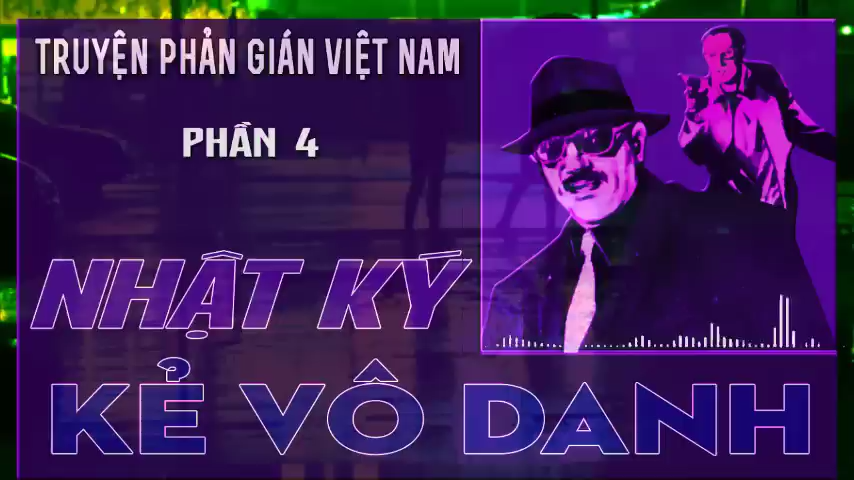 TRUYỆN PHẢN GIÁN VIỆT NAM
PHẦN 4
NHẬT KÝ
KẺ VÔ DANH